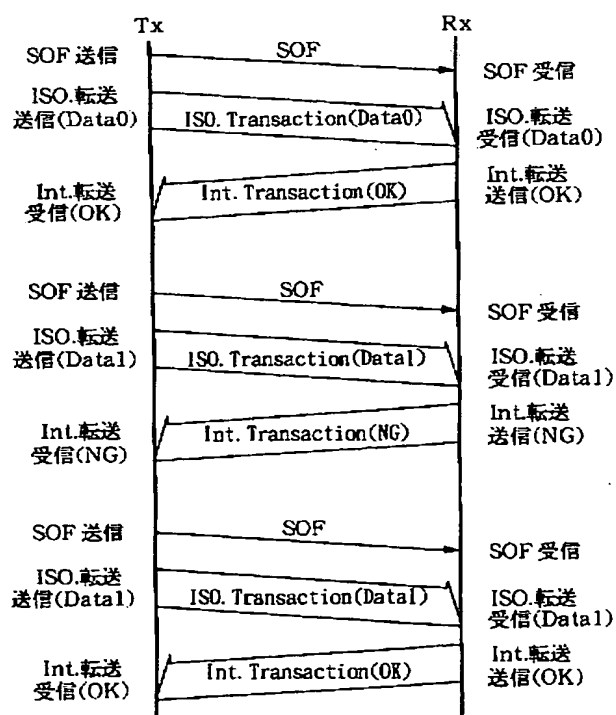 Tx
Rx
SOF 送信
SOF
SOF 受信
ISO.転送
送信(Data0)
ISO. Transaction(Data0)
ISO.転送
受信(Data0)
Int.転送
受信(OK)
Int. Transaction(OK)
Int.転送
送信(OK)
SOF 送信
SOF
SOF 受信
ISO.転送
送信(Data1)
ISO. Transaction(Data1)
ISO.転送
受信(Data1)
Int.転送
受信(NG)
Int. Transaction(NG)
Int.転送
送信(NG)
SOF 送信
SOF
SOF 受信
ISO.転送
送信(Data1)
ISO. Transaction(Data1)
ISO.転送
受信(Data1)
Int.転送
受信(OK)
Int. Transaction(OK)
Int.転送
送信(OK)